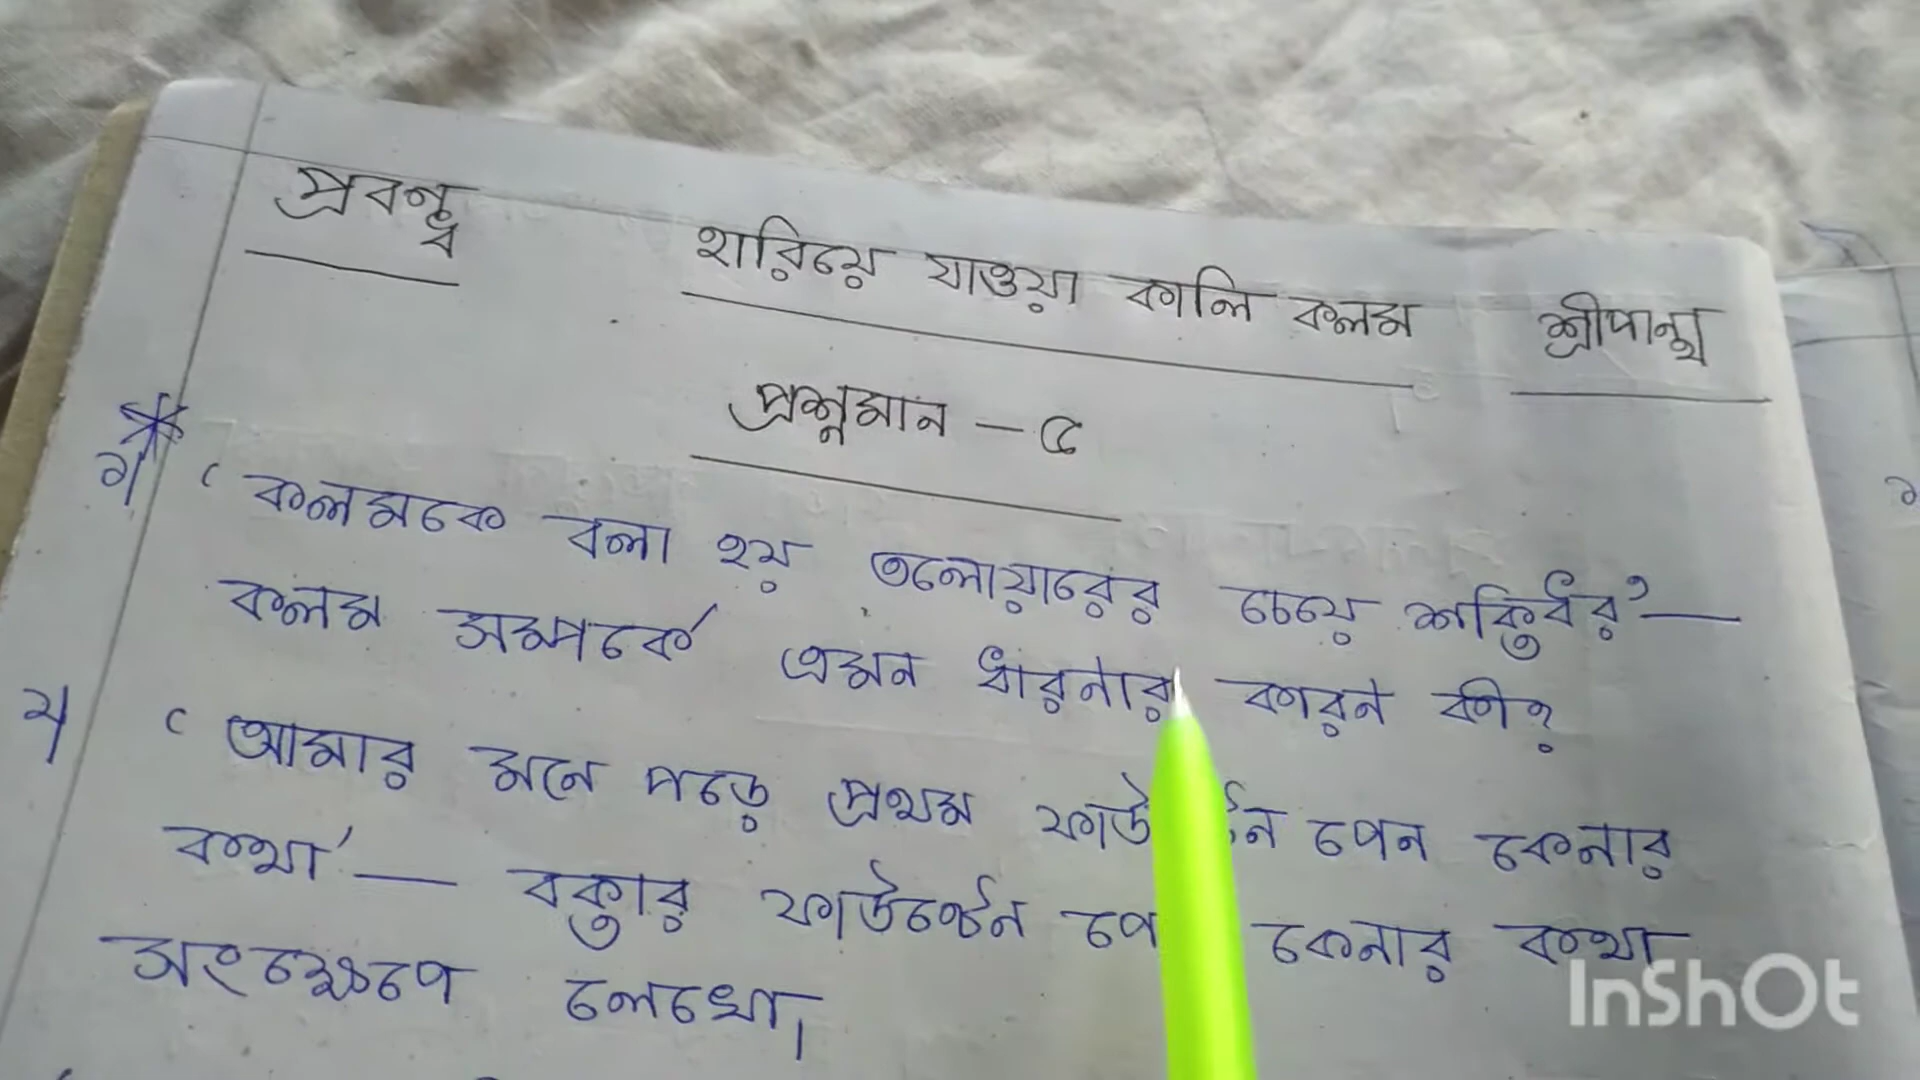 প্রবন্ধ হারিয়ে যাওয়া কালি কলম শ্রীপান্থ
প্রশ্নমান - ৫
১। 'কলমকে বলা হয় তলোয়ারের চেয়ে শক্তিধর' —
কলম সম্পর্কে এমন ধারনার কারন কী?
২। 'আমার মনে পড়ে প্রথম পেন কেনার
কথা' — বক্তার ফাউন্টেন কেনার কথা
সংক্ষেপে লেখো।
InShOt